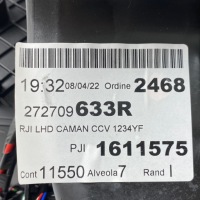 19:32 08/04/22 Ordine 2468
272709633R
RJI LHD CAMAN CCV 1234YF
PJI 1611575
Cont 11550 Alveola 7 Rand I